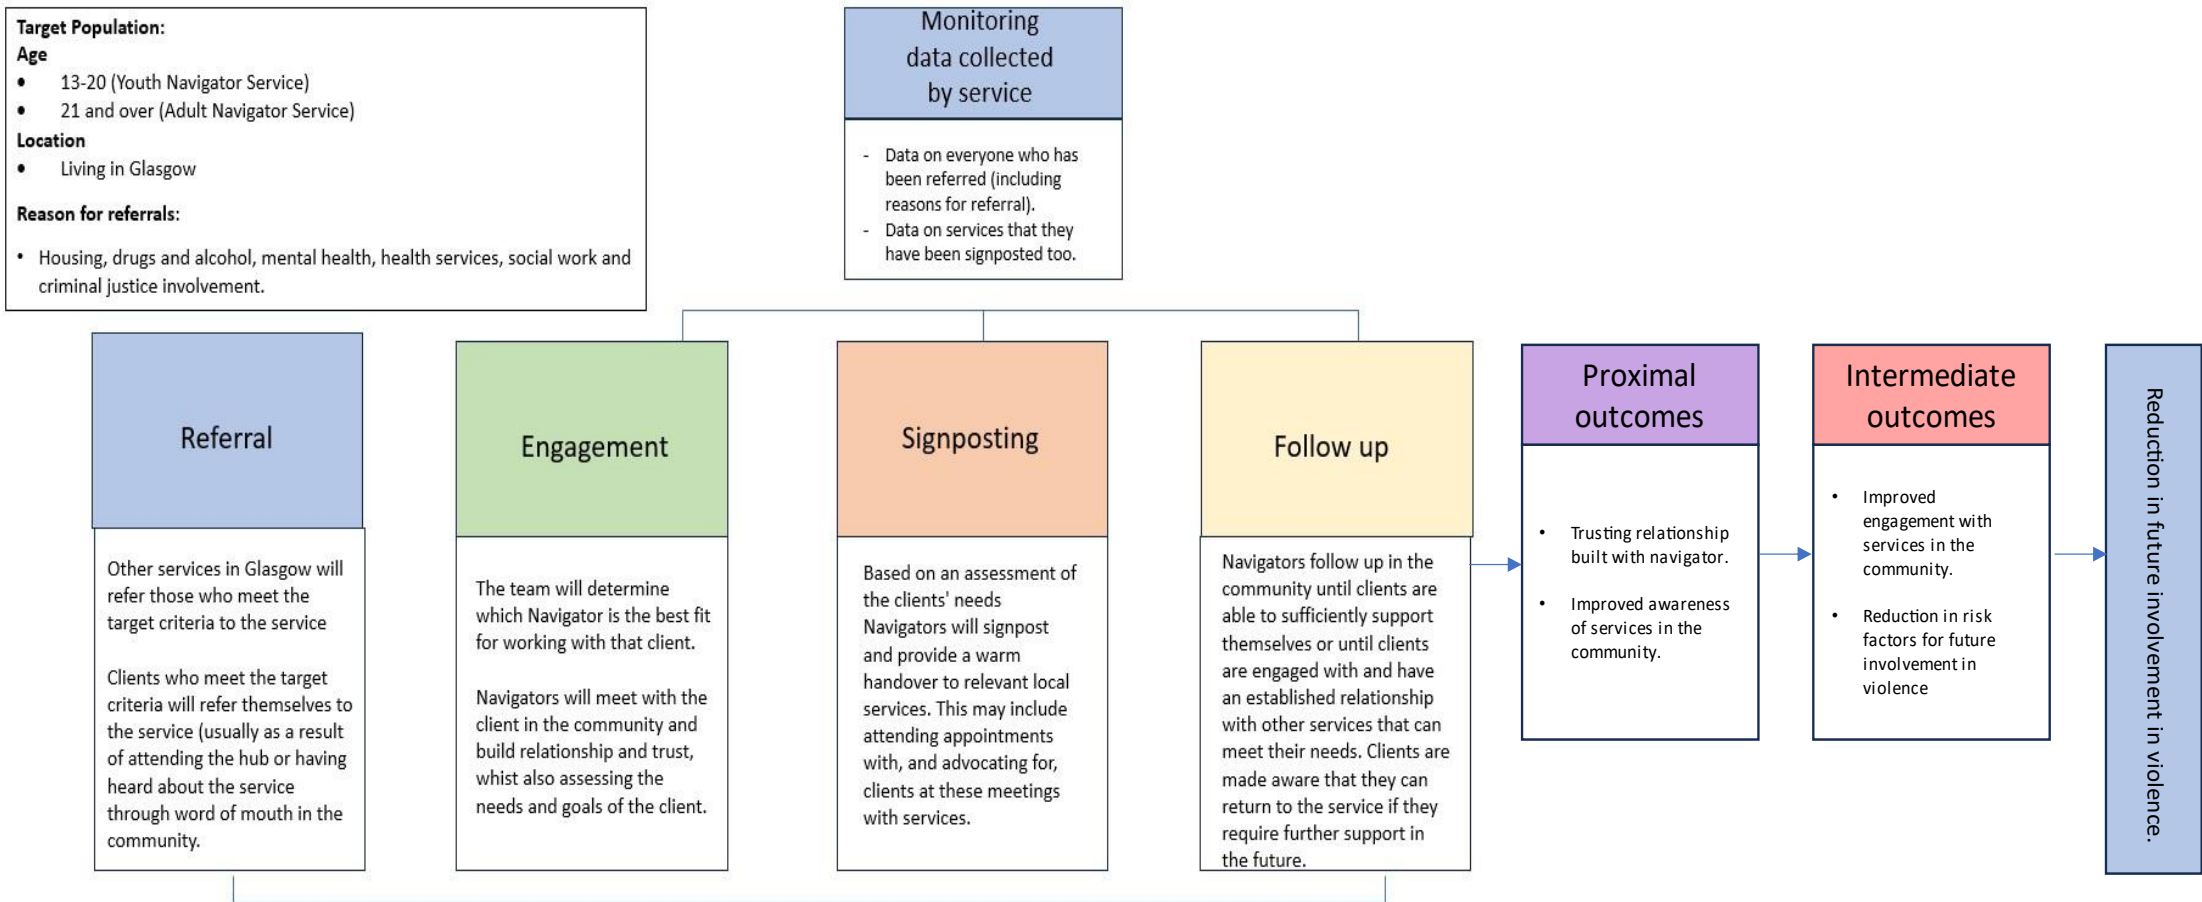 Target Population:
Age
• 13-20 (Youth Navigator Service)
• 21 and over (Adult Navigator Service)
Location
• Living in Glasgow
Reason for referrals:
• Housing, drugs and alcohol, mental health, health services, social work and
criminal justice involvement.
Monitoring
data collected
by service
- Data on everyone who has
been referred (including
reasons for referral).
- Data on services that they
have been signposted too.
Referral
Other services in Glasgow will
refer those who meet the
target criteria to the service
Clients who meet the target
criteria will refer themselves to
the service (usually as a result
of attending the hub or having
heard about the service
through word of mouth in the
community.
Engagement
The team will determine
which Navigator is the best fit
for working with that client.
Navigators will meet with the
client in the community and
build relationship and trust,
whist also assessing the
needs and goals of the client.
Signposting
Based on an assessment of
the clients' needs
Navigators will signpost
and provide a warm
handover to relevant local
services. This may include
attending appointments
with, and advocating for,
clients at these meetings
with services.
Follow up
Navigators follow up in the
community until clients are
able to sufficiently support
themselves or until clients
are engaged with and have
an established relationship
with other services that can
meet their needs. Clients are
made aware that they can
return to the service if they
require further support in
the future.
Proximal
outcomes
• Trusting relationship
built with navigator.
• Improved awareness
of services in the
community.
Intermediate
outcomes
• Improved
engagement with
services in the
community.
• Reduction in risk
factors for future
involvement in
violence
Reduction in future involvement in violence.